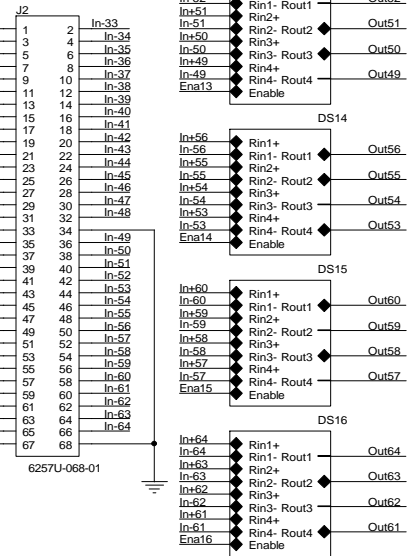 J2
1 2 In-33
3 4 In-34
5 6 In-35
7 8 In-36
9 10 In-37
11 12 In-38
13 14 In-39
15 16 In-40
17 18 In-41
19 20 In-42
21 22 In-43
23 24 In-44
25 26 In-45
27 28 In-46
29 30 In-47
31 32 In-48
33 34
35 36 In-49
37 38 In-50
39 40 In-51
41 42 In-52
43 44 In-53
45 46 In-54
47 48 In-55
49 50 In-56
51 52 In-57
53 54 In-58
55 56 In-59
57 58 In-60
59 60 In-61
61 62 In-62
63 64 In-63
65 66 In-64
67 68
6257U-068-01
Rin1- Rout1
In+51 Rin2+
In-51 Rin2- Rout2 Out51
In+50 Rin3+
In-50 Rin3- Rout3 Out50
In+49 Rin4+
In-49 Rin4- Rout4 Out49
Ena13 Enable
DS14
In+56 Rin1+
In-56 Rin1- Rout1 Out56
In+55 Rin2+
In-55 Rin2- Rout2 Out55
In+54 Rin3+
In-54 Rin3- Rout3 Out54
In+53 Rin4+
In-53 Rin4- Rout4 Out53
Ena14 Enable
DS15
In+60 Rin1+
In-60 Rin1- Rout1 Out60
In+59 Rin2+
In-59 Rin2- Rout2 Out59
In+58 Rin3+
In-58 Rin3- Rout3 Out58
In+57 Rin4+
In-57 Rin4- Rout4 Out57
Ena15 Enable
DS16
In+64 Rin1+
In-64 Rin1- Rout1 Out64
In+63 Rin2+
In-63 Rin2- Rout2 Out63
In+62 Rin3+
In-62 Rin3- Rout3 Out62
In+61 Rin4+
In-61 Rin4- Rout4 Out61
Ena16 Enable